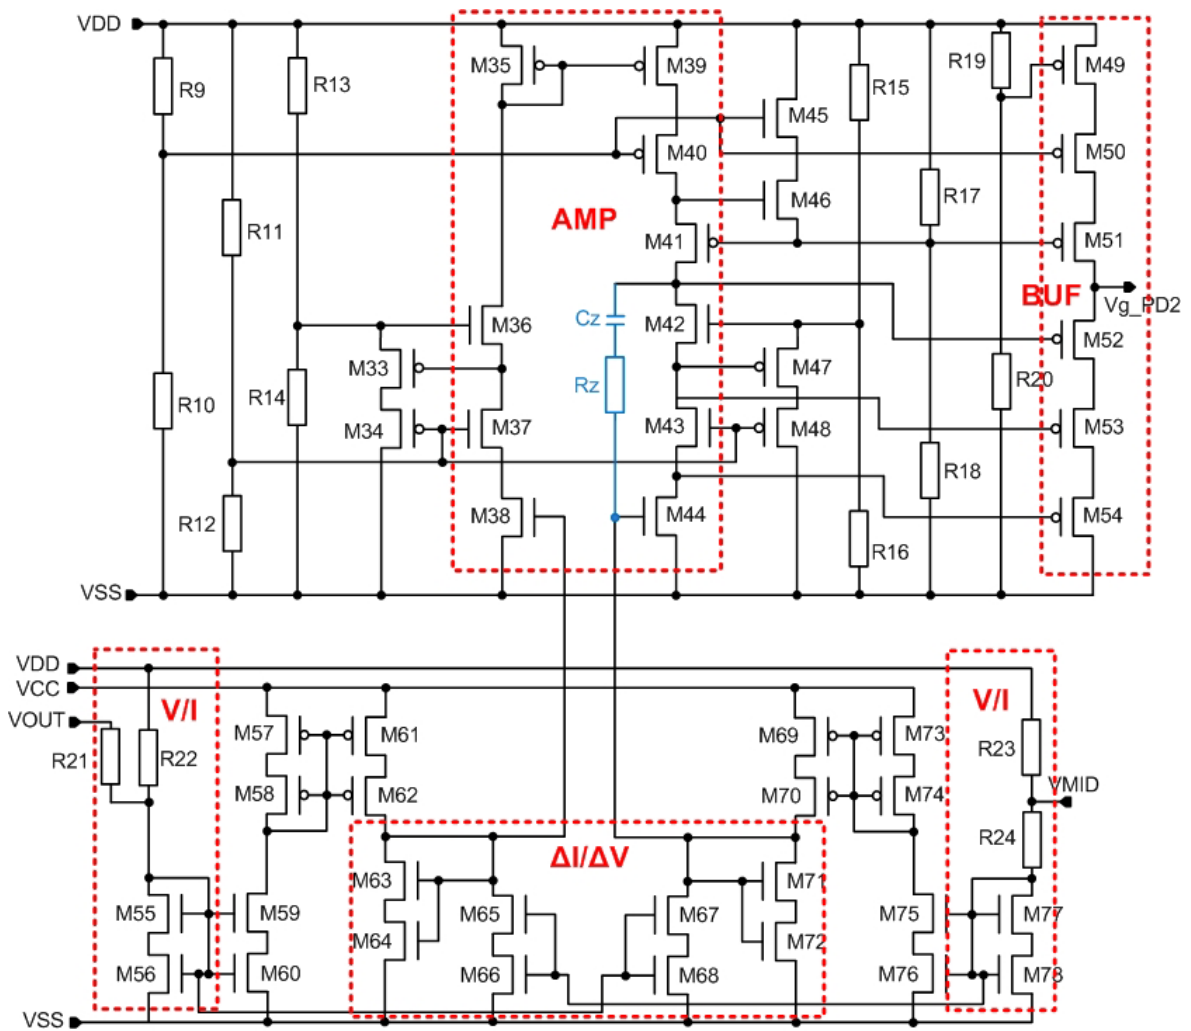 VDD
R9
R13
M35
M39
R19
M49
R15
M45
M40
M50
AMP
M46
R17
R11
M41
M51
BUF
Vg_PD2
Cz
M36
M42
M52
M33
M47
R10
R14
Rz
R20
M34
M37
M43
M48
M53
R18
R12
M38
M44
M54
R16
VSS
VDD
VCC
V/I
V/I
VOUT
M57
M61
M69
M73
R21
R22
R23
M58
M62
M70
M74
VMID
R24
ΔI/ΔV
M63
M71
M55
M59
M65
M67
M75
M77
M64
M72
M56
M60
M66
M68
M76
M78
VSS